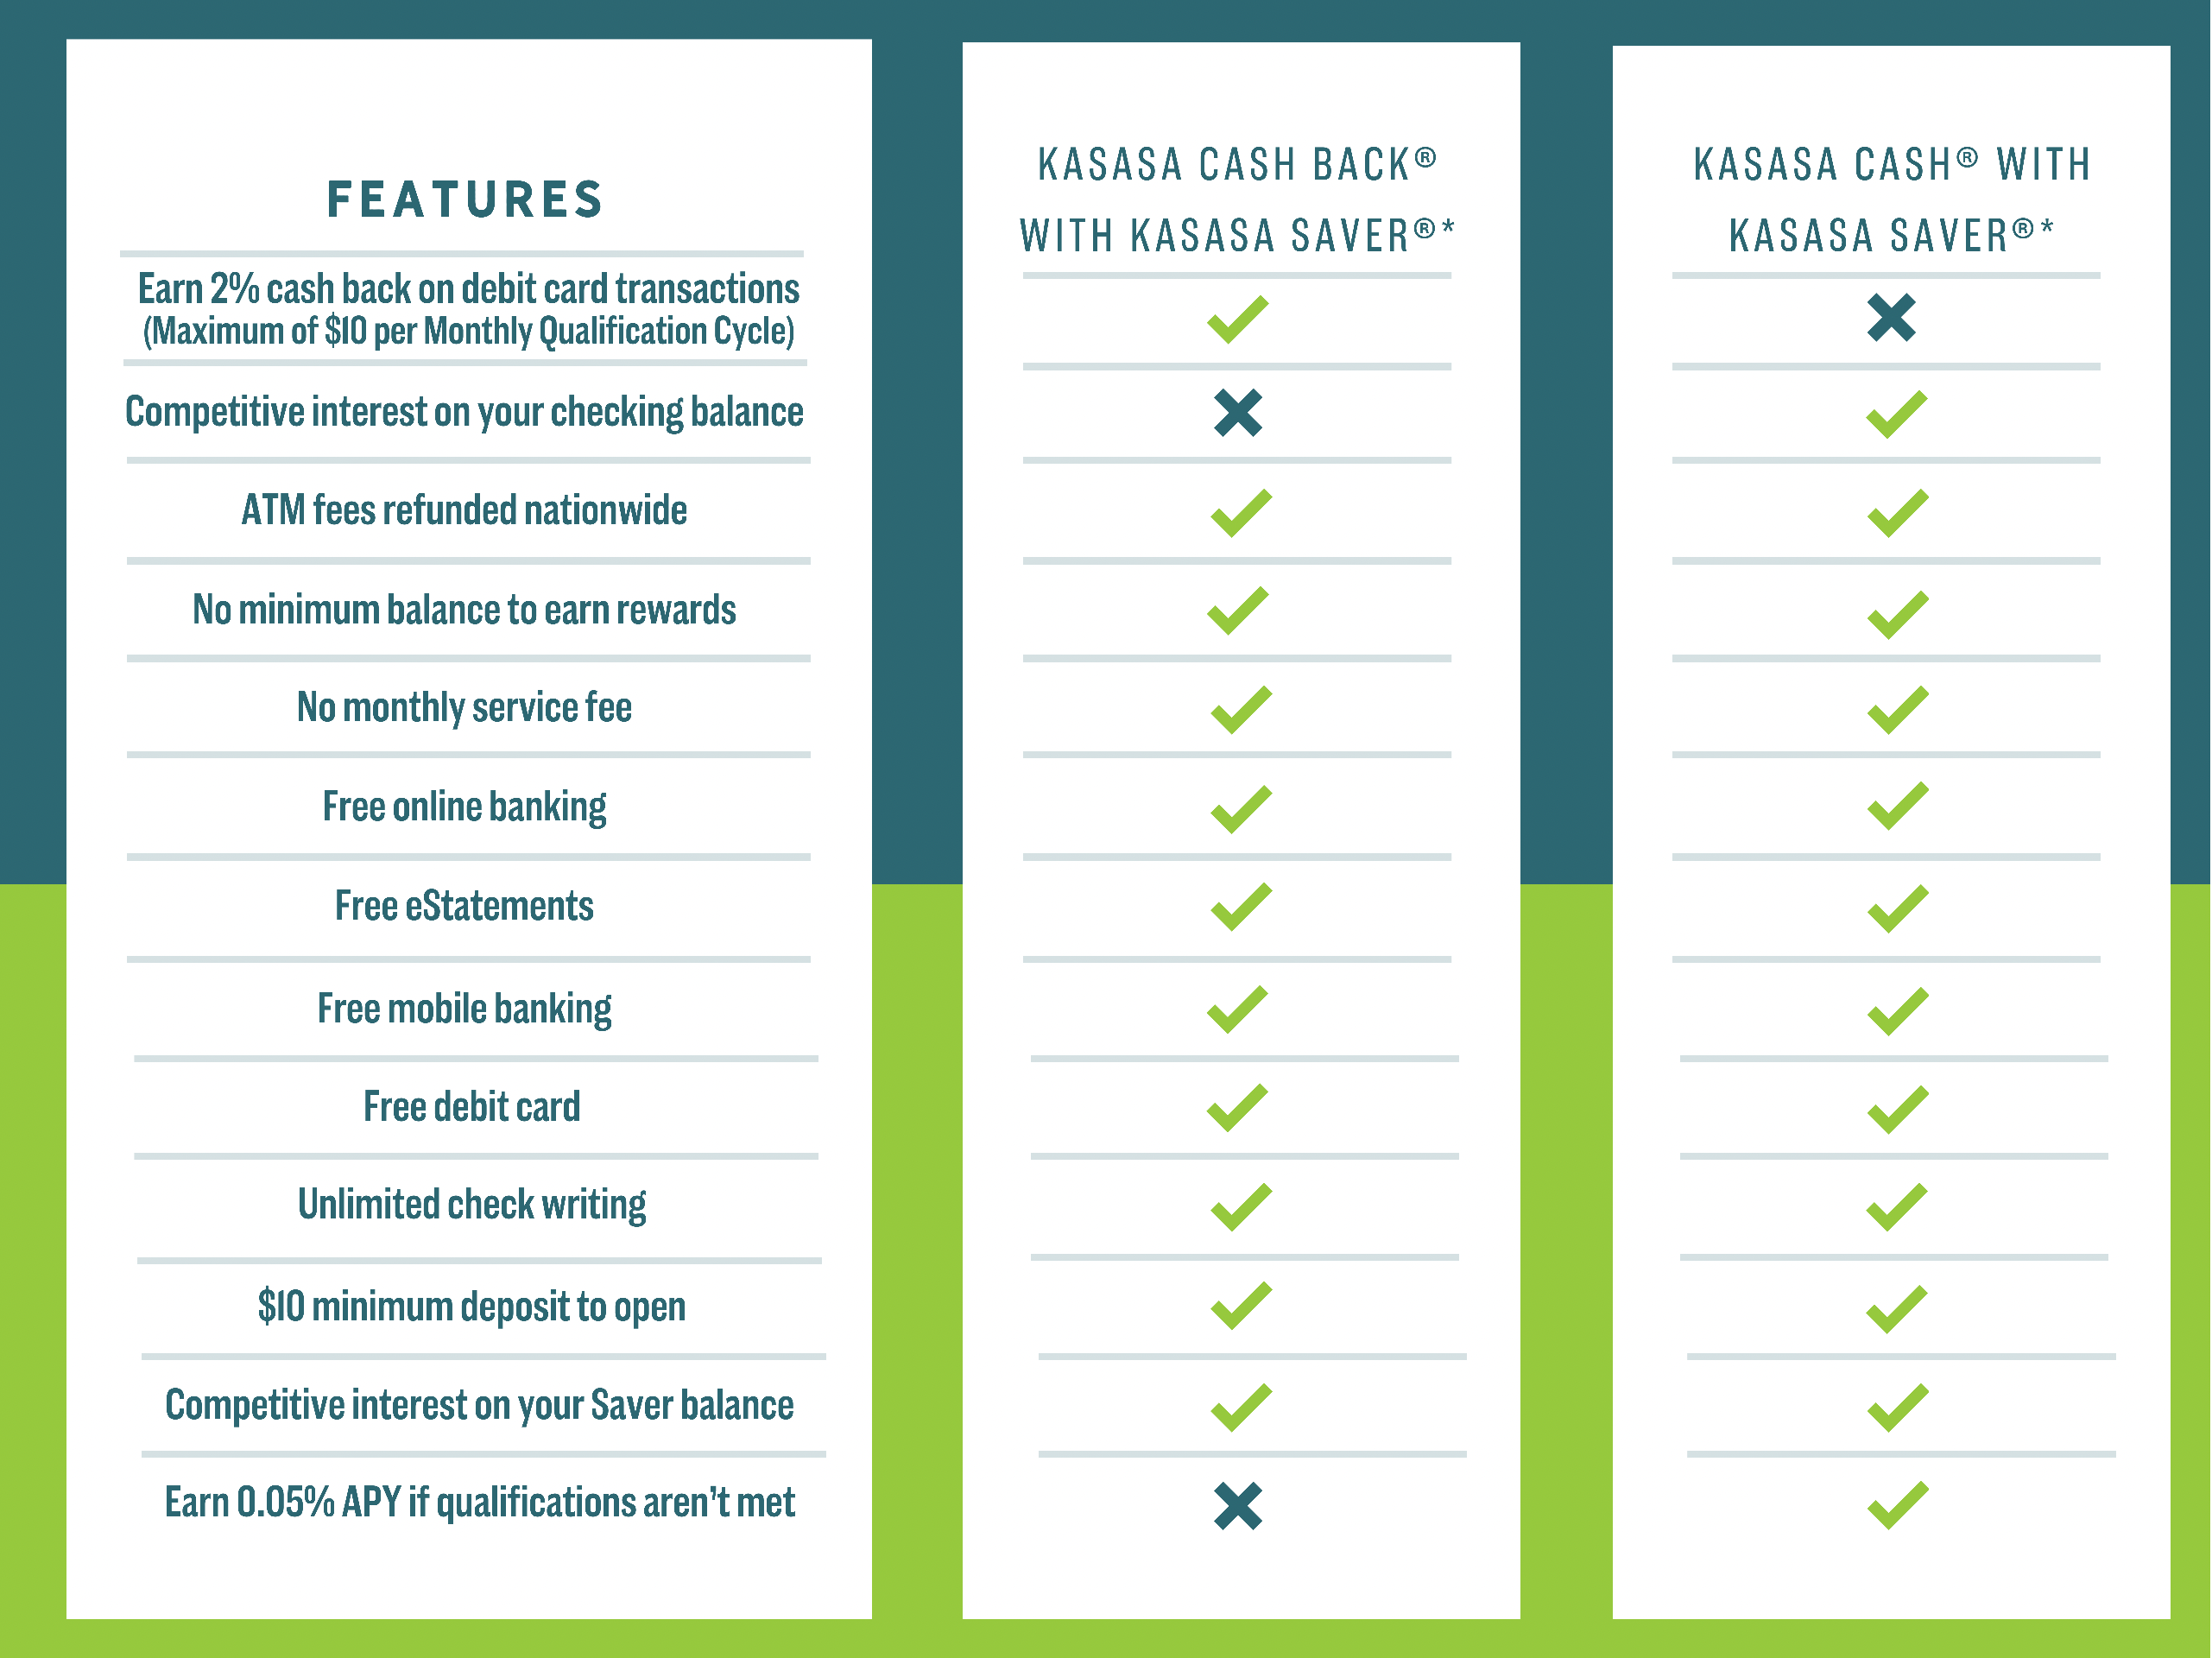 FEATURES
Earn 2% cash back on debit card transactions
(Maximum of $10 per Monthly Qualification Cycle)
Competitive interest on your checking balance
ATM fees refunded nationwide
No minimum balance to earn rewards
No monthly service fee
Free online banking
Free eStatements
Free mobile banking
Free debit card
Unlimited check writing
$10 minimum deposit to open
Competitive interest on your Saver balance
Earn 0.05% APY if qualifications aren't met
KASASA CASH BACK®
WITH KASASA SAVER®*
KASASA CASH® WITH
KASASA SAVER®*